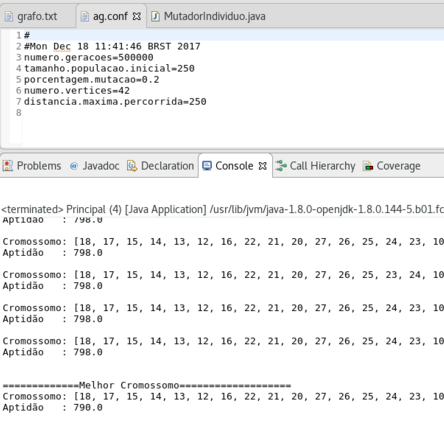 grafo.txt ag.conf MutadorIndividuo.java
1 #
2 #Mon Dec 18 11:41:46 BRST 2017
3 numero.geracoes=500000
4 tamanho.populacao.inicial=250
5 porcentagem.mutacao=0.2
6 numero.vertices=42
7 distancia.maxima.percorrida=250
8
Problems Javadoc Declaration Console Call Hierarchy Coverage
<terminated> Principal (4) [Java Application] /usr/lib/jvm/java-1.8.0-openjdk-1.8.0.144-5.b01.fc
Aptidão : 798.0
Cromossomo: [18, 17, 15, 14, 13, 12, 16, 22, 21, 20, 27, 26, 25, 24, 23, 10
Aptidão : 798.0
Cromossomo: [18, 17, 15, 14, 13, 12, 16, 22, 21, 20, 27, 26, 25, 23, 24, 10
Aptidão : 798.0
Cromossomo: [18, 17, 15, 14, 13, 12, 16, 22, 21, 20, 27, 26, 25, 24, 23, 10
Aptidão : 798.0
Cromossomo: [18, 17, 15, 14, 13, 12, 16, 22, 21, 20, 27, 26, 25, 24, 23, 10
Aptidão : 798.0
=============Melhor Cromossomo===================
Cromossomo: [18, 17, 15, 14, 13, 12, 16, 22, 21, 20, 27, 26, 25, 24, 23, 10
Aptidão : 790.0